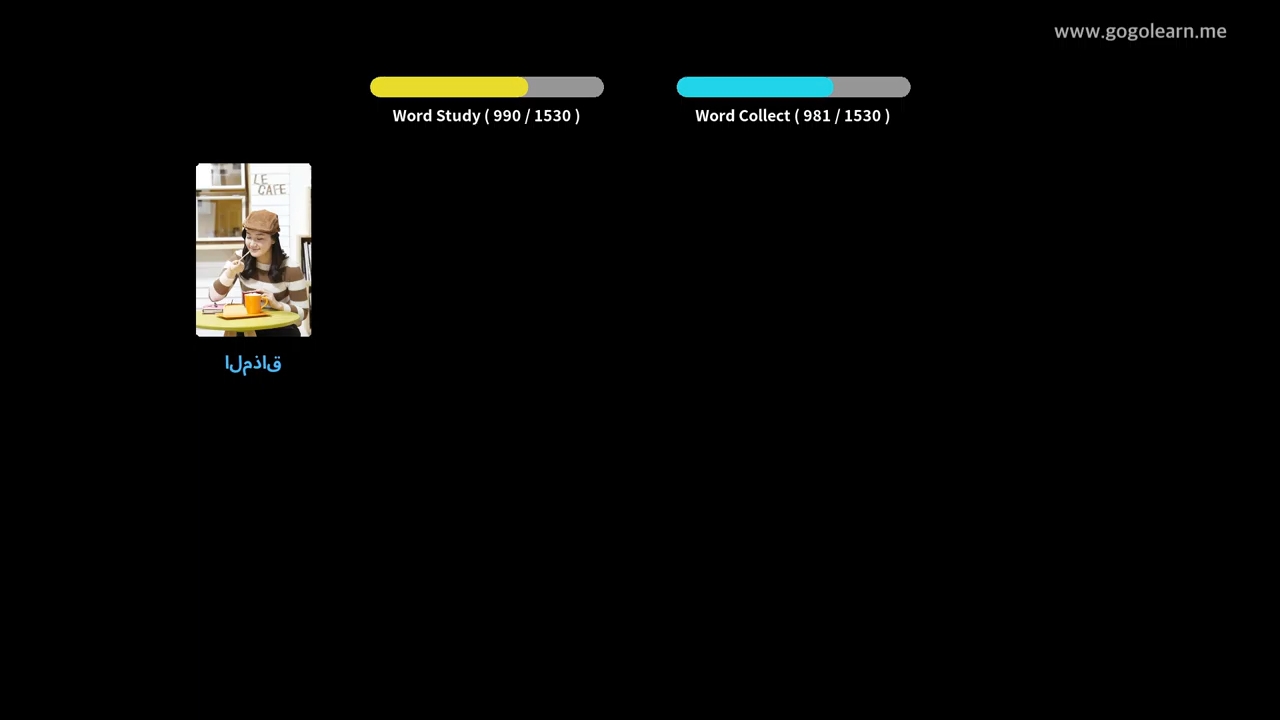 www.gogolearn.me
Word Study ( 990 / 1530 )
Word Collect ( 981 / 1530 )
LE
CAFE
المذاق